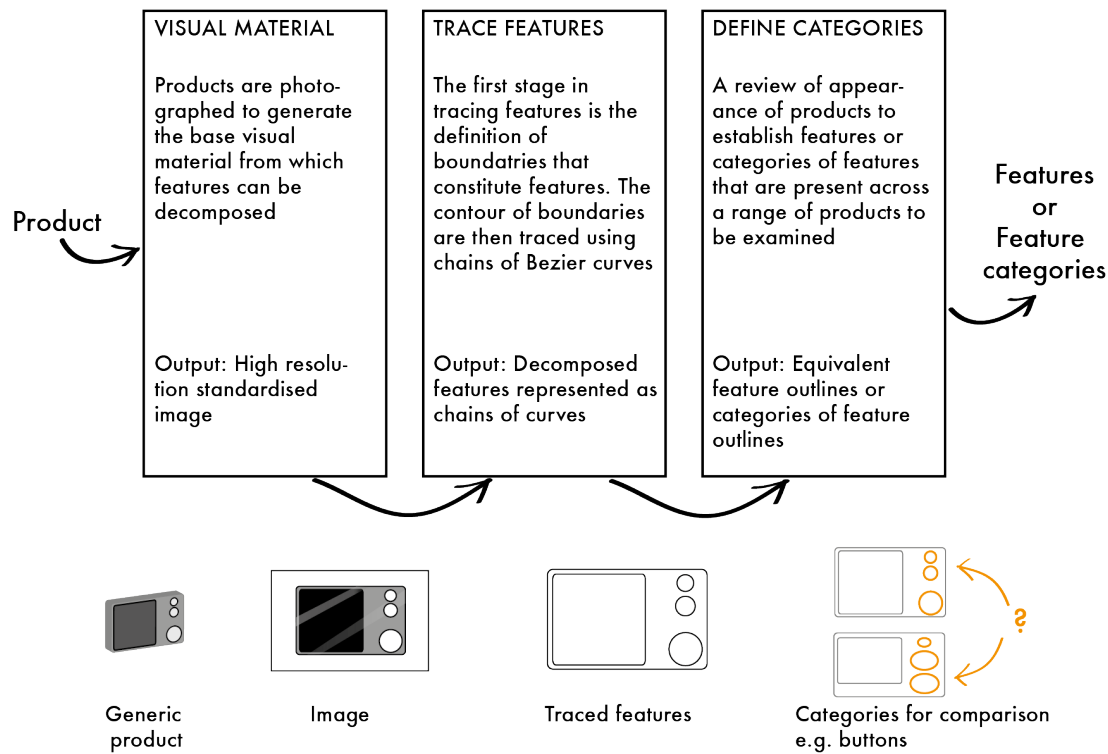 VISUAL MATERIAL
Products are photo-
graphed to generate
the base visual
material from which
features can be
decomposed
Output: High resolu-
tion standardised
image
TRACE FEATURES
The first stage in
tracing features is the
definition of
boundatries that
constitute features. The
contour of boundaries
are then traced using
chains of Bezier curves
Output: Decomposed
features represented as
chains of curves
DEFINE CATEGORIES
A review of appear-
ance of products to
establish features or
categories of features
that are present across
a range of products to
be examined
Output: Equivalent
feature outlines or
categories of feature
outlines
Product
Features
or
Feature
categories
?
Generic
product
Image
Traced features
Categories for comparison
e.g. buttons